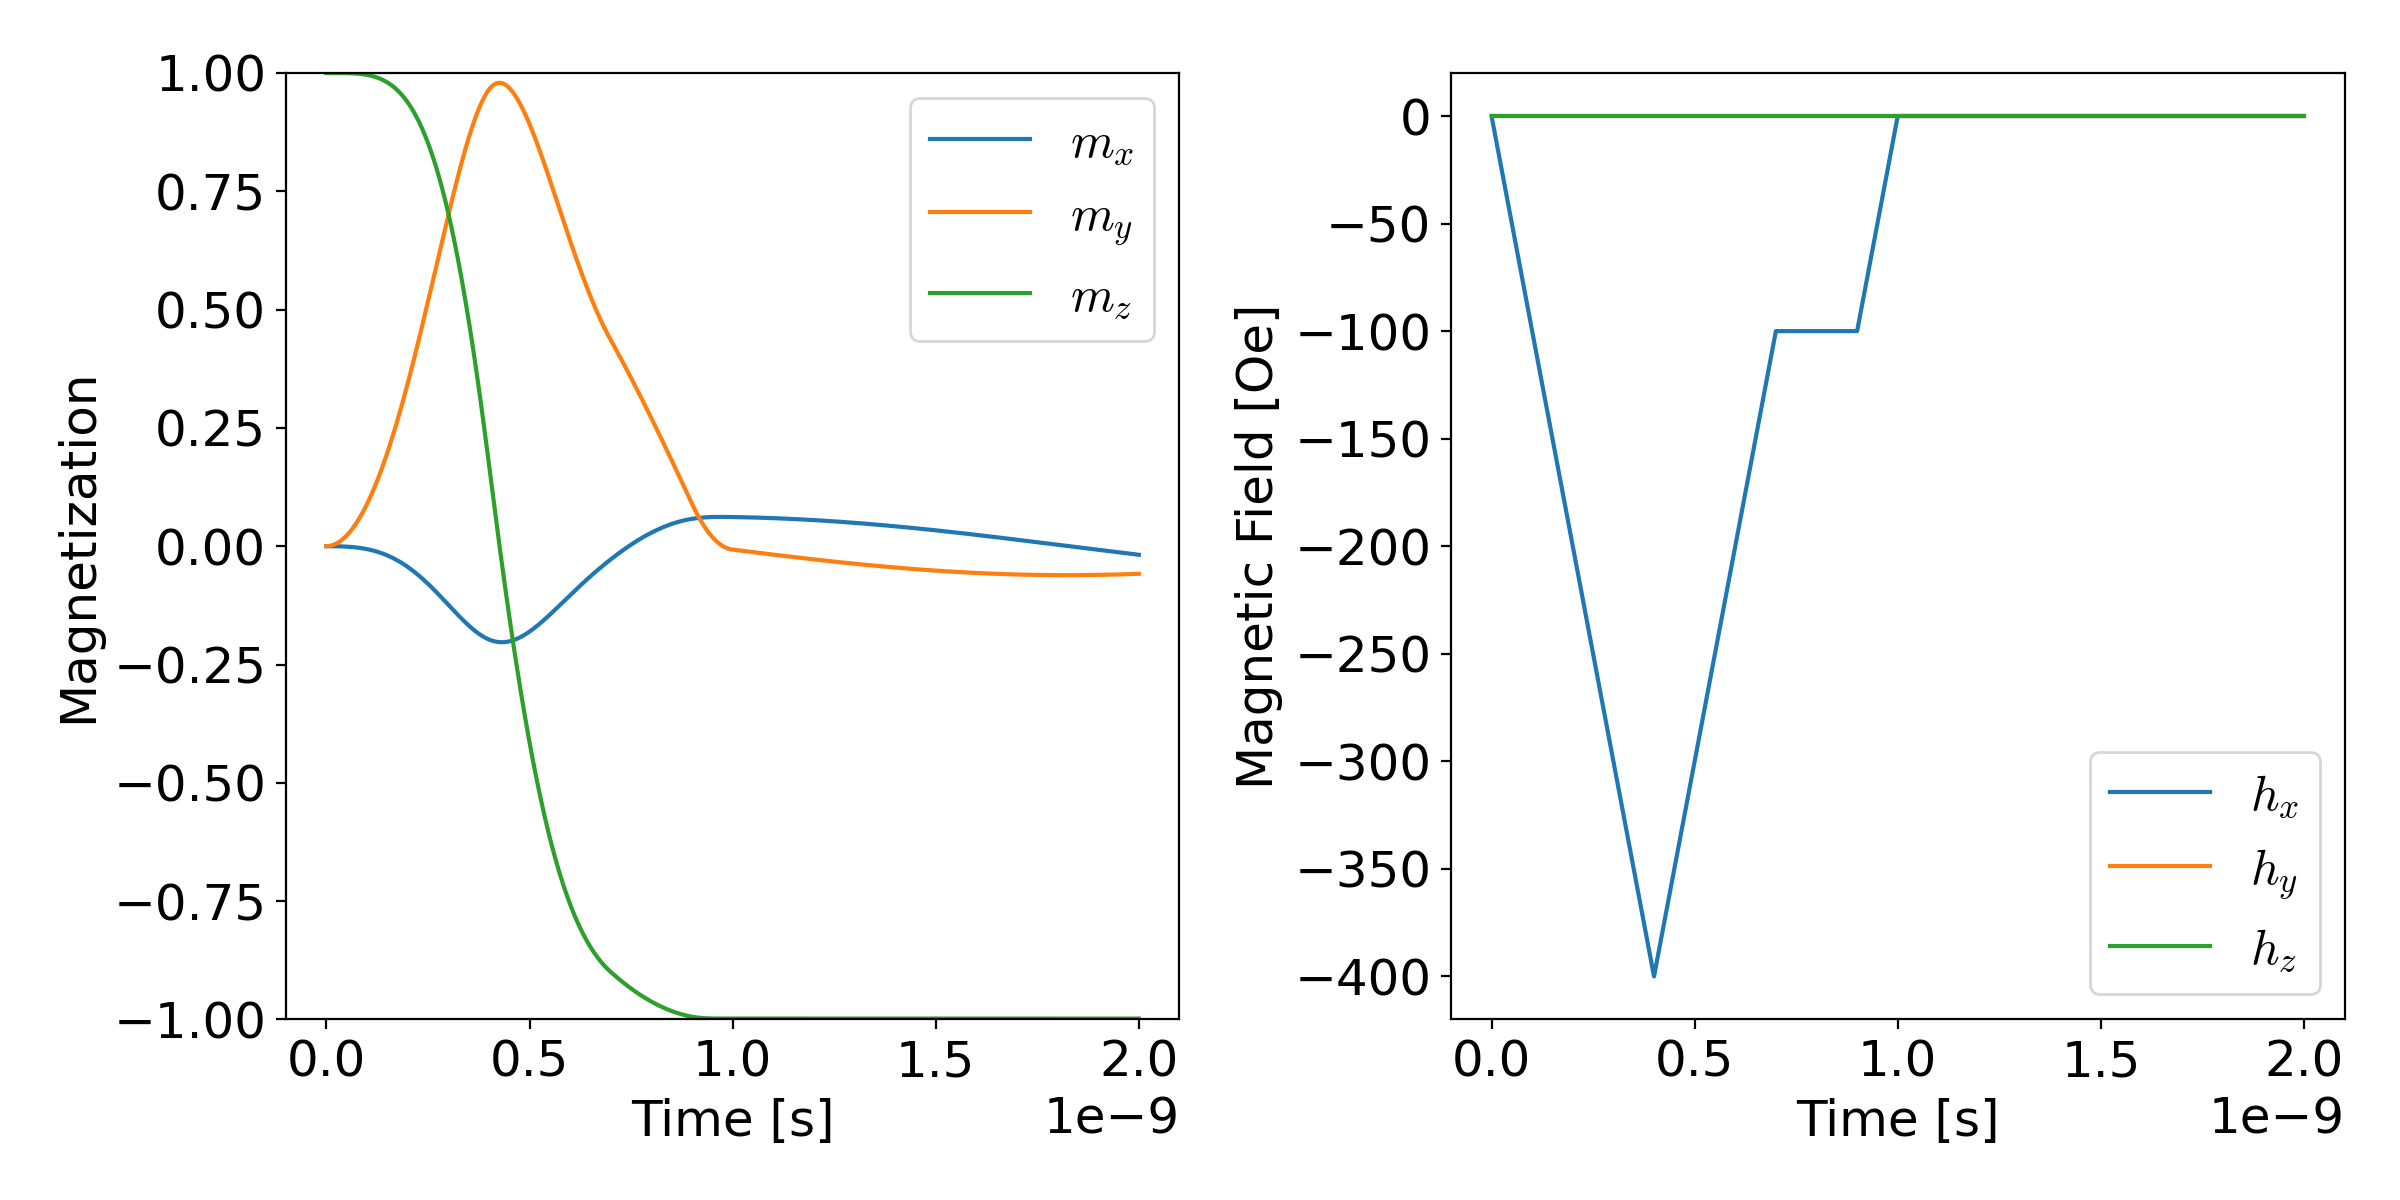 Magnetization
1.00
0.75
0.50
0.25
0.00
−0.25
−0.50
−0.75
−1.00
0.0 0.5 1.0 1.5 2.0
Time [s]
1e−9
m_x
m_y
m_z
Magnetic Field [Oe]
0
−50
−100
−150
−200
−250
−300
−350
−400
0.0 0.5 1.0 1.5 2.0
Time [s]
1e−9
h_x
h_y
h_z